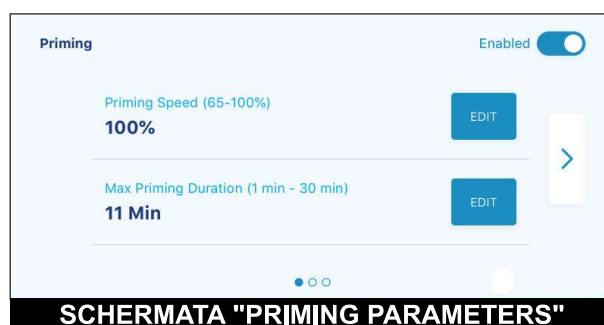 Priming
Enabled
Priming Speed (65-100%)
100%
EDIT
Max Priming Duration (1 min - 30 min)
11 Min
EDIT
SCHERMATA "PRIMING PARAMETERS"